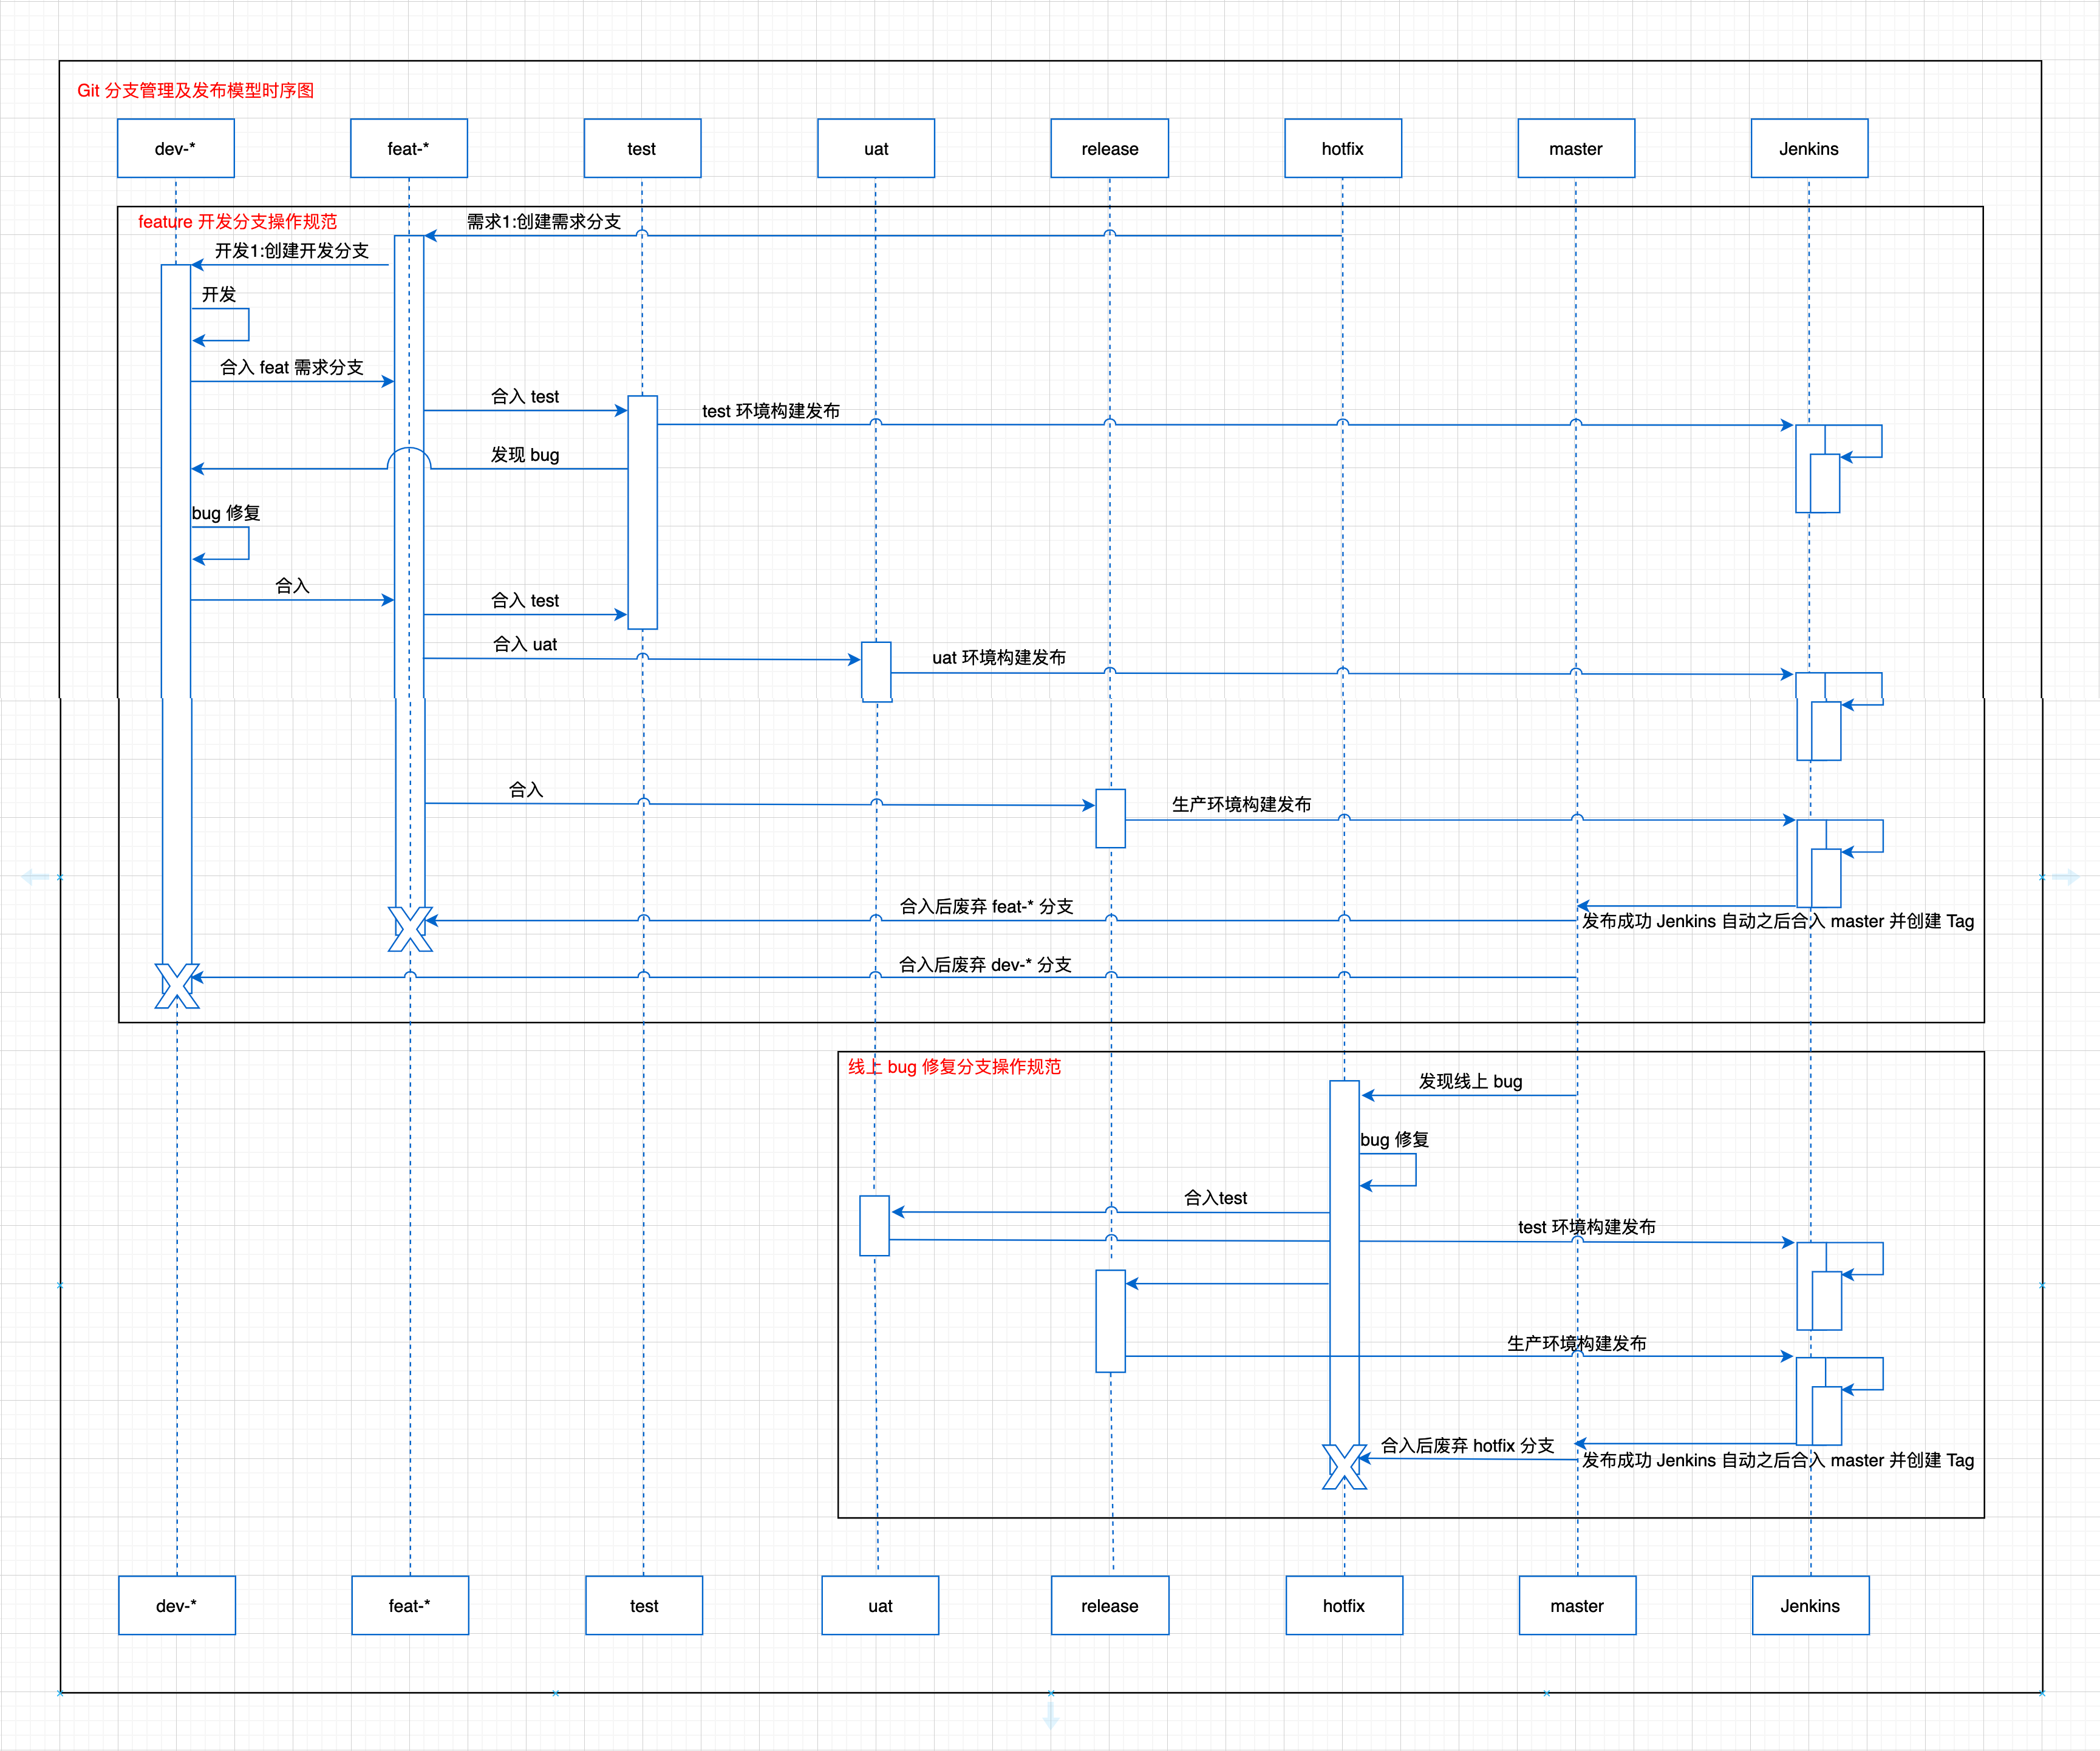 Git 分支管理及发布模型时序图
dev-*
feat-*
test
uat
release
hotfix
master
Jenkins
feature 开发分支操作规范
需求1:创建需求分支
开发1:创建开发分支
开发
合入 feat 需求分支
合入 test
test 环境构建发布
发现 bug
bug 修复
合入
合入 test
合入 uat
uat 环境构建发布
合入
生产环境构建发布
合入后废弃 feat-* 分支
发布成功 Jenkins 自动之后合入 master 并创建 Tag
合入后废弃 dev-* 分支
线上 bug 修复分支操作规范
发现线上 bug
bug 修复
合入test
test 环境构建发布
生产环境构建发布
合入后废弃 hotfix 分支
发布成功 Jenkins 自动之后合入 master 并创建 Tag
dev-*
feat-*
test
uat
release
hotfix
master
Jenkins